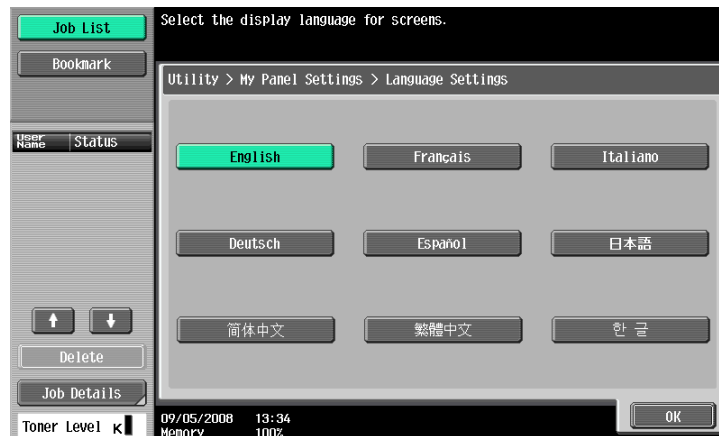 Job List
Bookmark
Select the display language for screens.
Utility > My Panel Settings > Language Settings
User Name Status
English Français Italiano
Deutsch Español 日本語
简体中文 繁體中文 한 글
Delete
Job Details
Toner Level K
09/05/2008 13:34
Memory 100%
OK